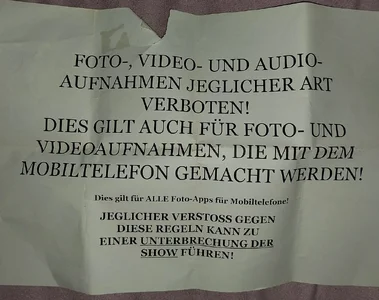 FOTO-, VIDEO- UND AUDIO-
AUFNAHMEN JEGLICHER ART
VERBOTEN!
DIES GILT AUCH FÜR FOTO- UND
VIDEOAUFNAHMEN, DIE MIT DEM
MOBILTELEFON GEMACHT WERDEN!
Dies gilt für ALLE Foto-Apps für Mobiltelefone!
JEGLICHER VERSTOSS GEGEN
DIESE REGELN KANN ZU
EINER UNTERBRECHUNG DER
SHOW FÜHREN!